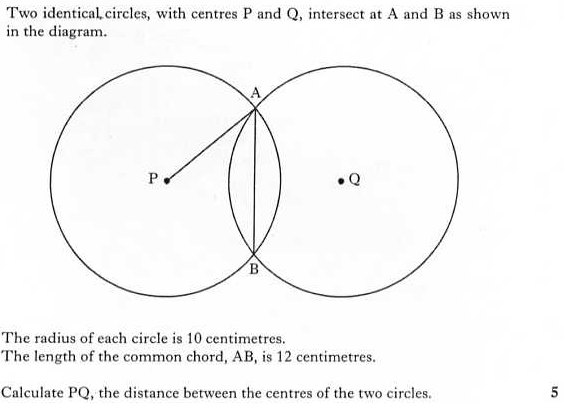 Two identical circles, with centres P and Q, intersect at A and B as shown
in the diagram.
A
P
Q
B
The radius of each circle is 10 centimetres.
The length of the common chord, AB, is 12 centimetres.
Calculate PQ, the distance between the centres of the two circles.
5